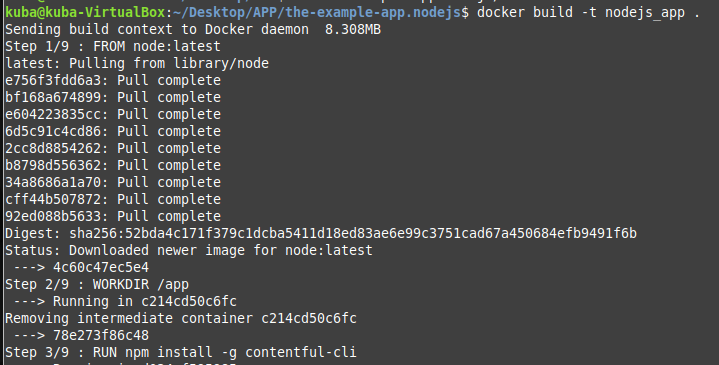 kuba@kuba-VirtualBox:~/Desktop/APP/the-example-app.nodejs$ docker build -t nodejs_app .
Sending build context to Docker daemon  8.308MB
Step 1/9 : FROM node:latest
latest: Pulling from library/node
e756f3fdd6a3: Pull complete
bf168a674899: Pull complete
e604223835cc: Pull complete
6d5c91c4cd86: Pull complete
2cc8d8854262: Pull complete
b8798d556362: Pull complete
34a8686a1a70: Pull complete
cff44b507872: Pull complete
92ed088b5633: Pull complete
Digest: sha256:52bda4c171f379c1dcba5411d18ed83ae6e99c3751cad67a450684efb9491f6b
Status: Downloaded newer image for node:latest
 ---> 4c60c47ec5e4
Step 2/9 : WORKDIR /app
 ---> Running in c214cd50c6fc
Removing intermediate container c214cd50c6fc
 ---> 78e273f86c48
Step 3/9 : RUN npm install -g contentful-cli